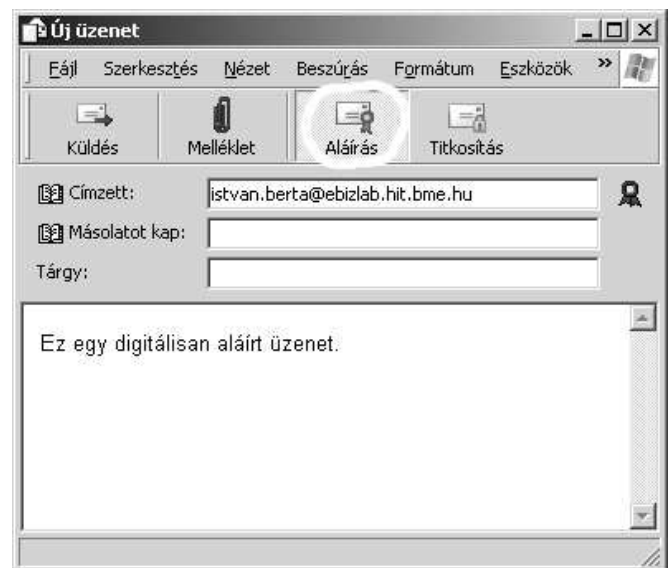 Új üzenet
Fájl Szerkesztés Nézet Beszúrás Formátum Eszközök »
Küldés Melléklet Aláírás Titkosítás
Címzett: istvan.berta@ebizlab.hit.bme.hu
Másolatot kap:
Tárgy:
Ez egy digitálisan aláírt üzenet.